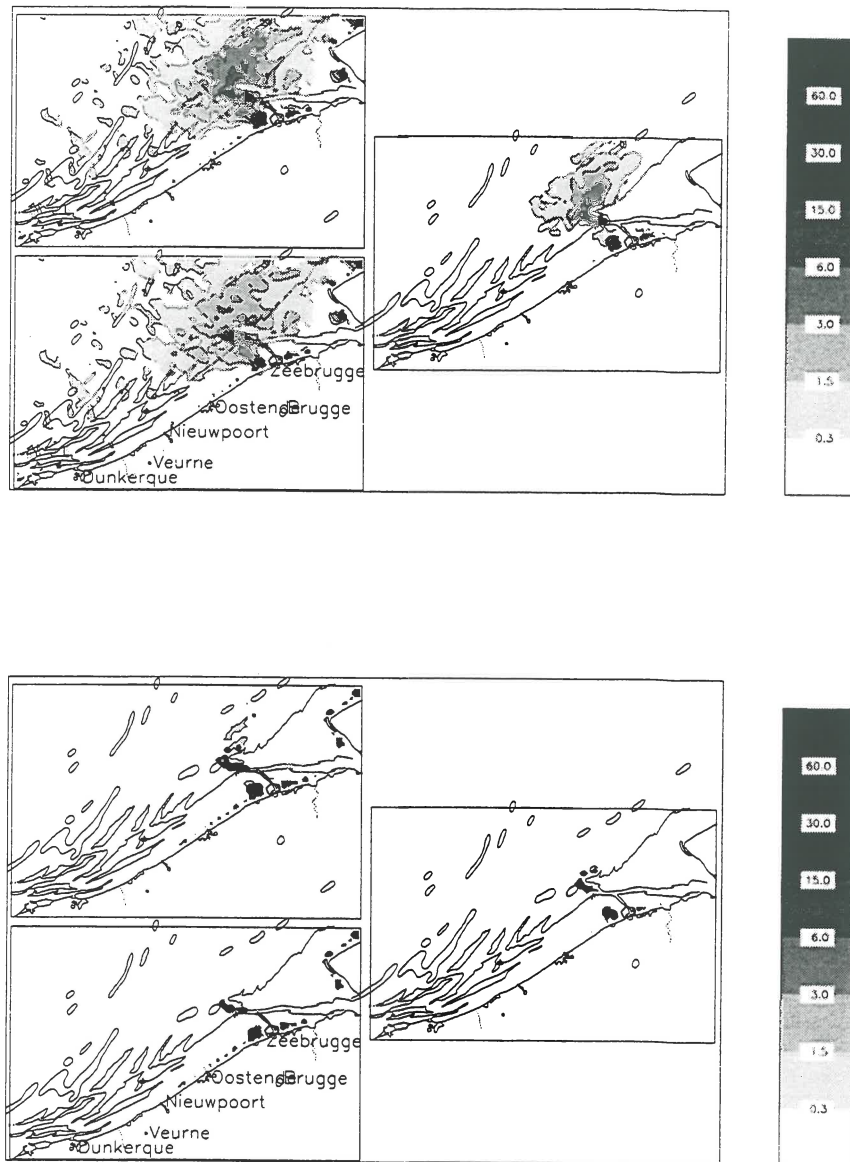 60.0
30.0
15.0
6.0
3.0
1.5
0.3
Zeebrugge
Oostende
Brugge
Nieuwpoort
Veurne
Dunkerque
60.0
30.0
15.0
6.0
3.0
1.5
0.3
Zeebrugge
Oostende
Brugge
Nieuwpoort
Veurne
Dunkerque